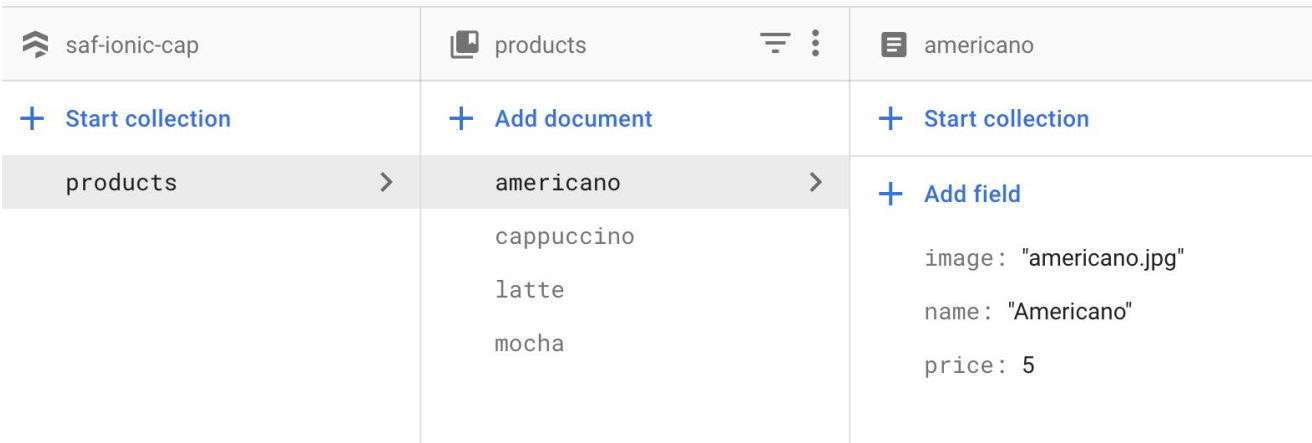 saf-ionic-cap
Start collection
products
products
Add document
americano
cappuccino
latte
mocha
americano
Start collection
Add field
image: "americano.jpg"
name: "Americano"
price: 5